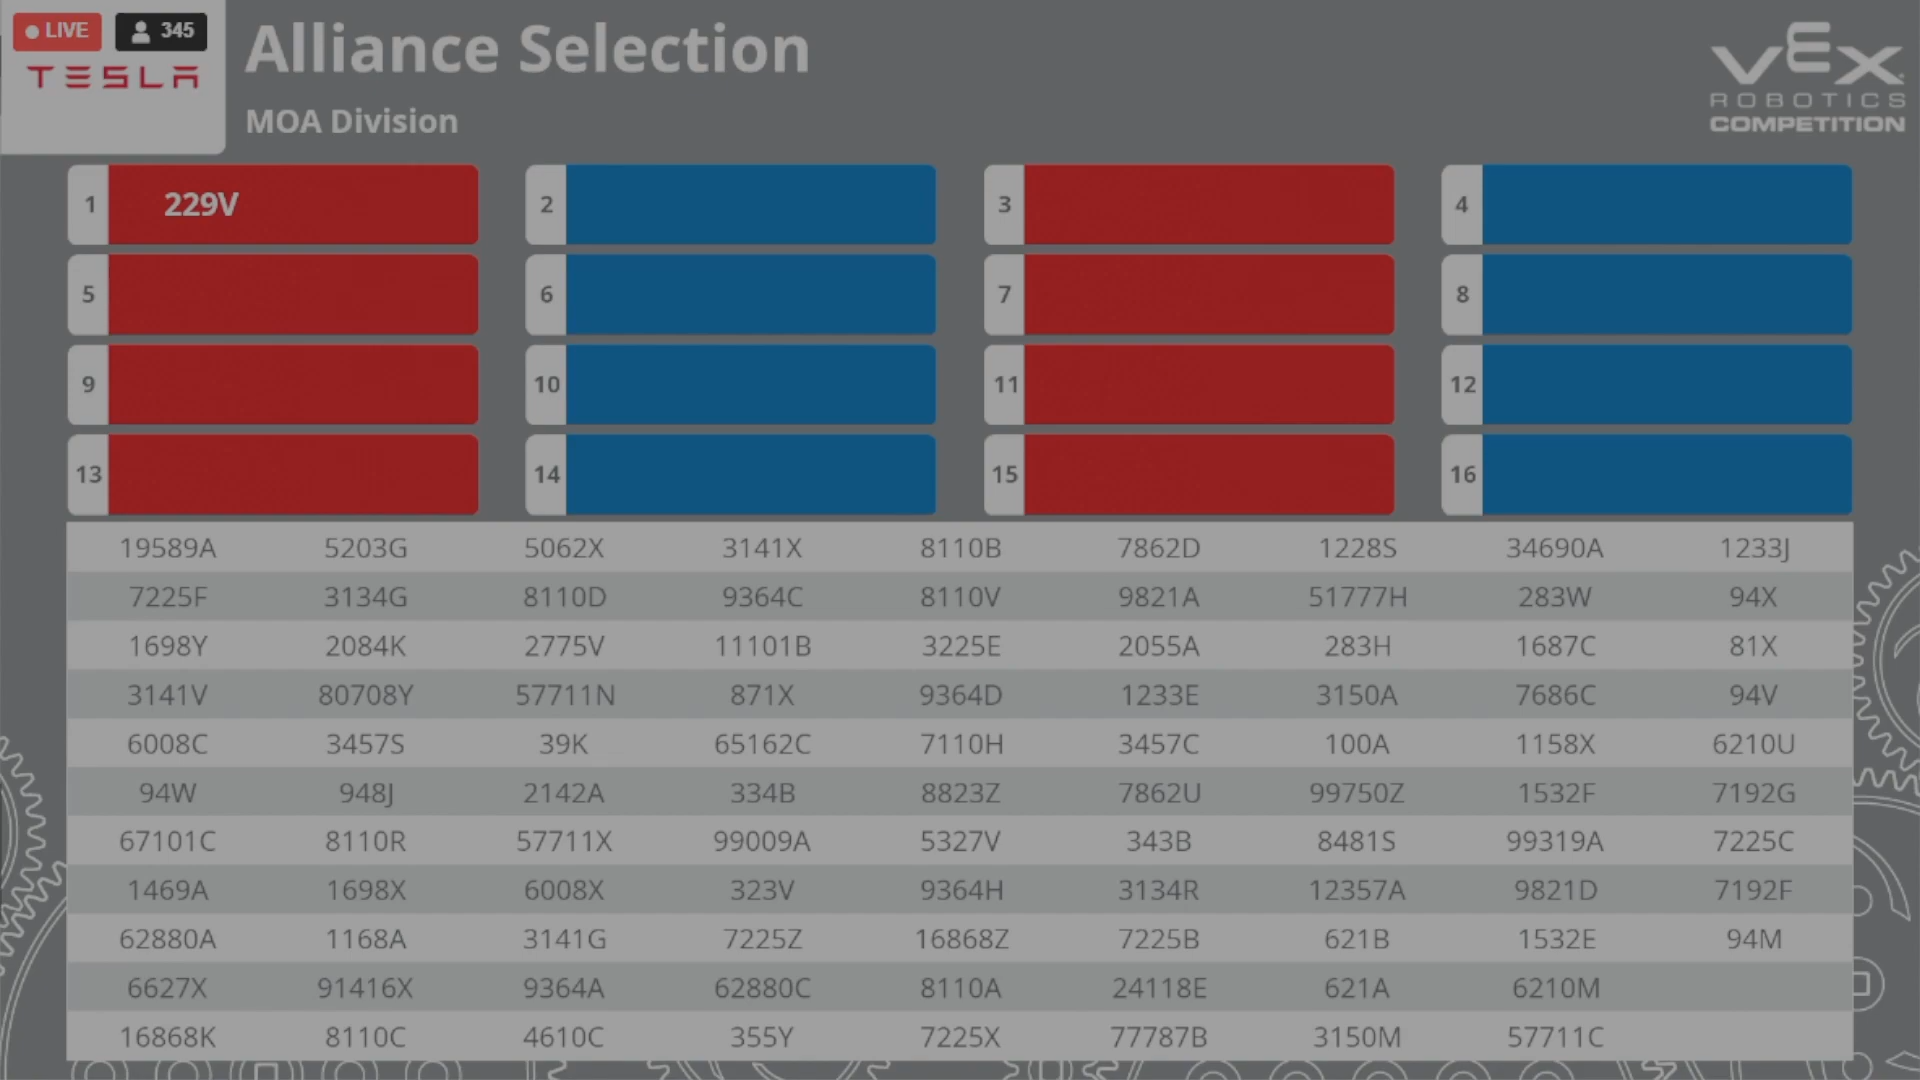 LIVE 345
TESLA
Alliance Selection
MOA Division
VEX
ROBOTICS
COMPETITION
1 229V 2 3 4
5 6 7 8
9 10 11 12
13 14 15 16
19589A 5203G 5062X 3141X 8110B 7862D 1228S 34690A 1233J
7225F 3134G 8110D 9364C 8110V 9821A 51777H 283W 94X
1698Y 2084K 2775V 11101B 3225E 2055A 283H 1687C 81X
3141V 80708Y 57711N 871X 9364D 1233E 3150A 7686C 94V
6008C 3457S 39K 65162C 7110H 3457C 100A 1158X 6210U
94W 948J 2142A 334B 8823Z 7862U 99750Z 1532F 7192G
67101C 8110R 57711X 99009A 5327V 343B 8481S 99319A 7225C
1469A 1698X 6008X 323V 9364H 3134R 12357A 9821D 7192F
62880A 1168A 3141G 7225Z 16868Z 7225B 621B 1532E 94M
6627X 91416X 9364A 62880C 8110A 24118E 621A 6210M
16868K 8110C 4610C 355Y 7225X 77787B 3150M 57711C